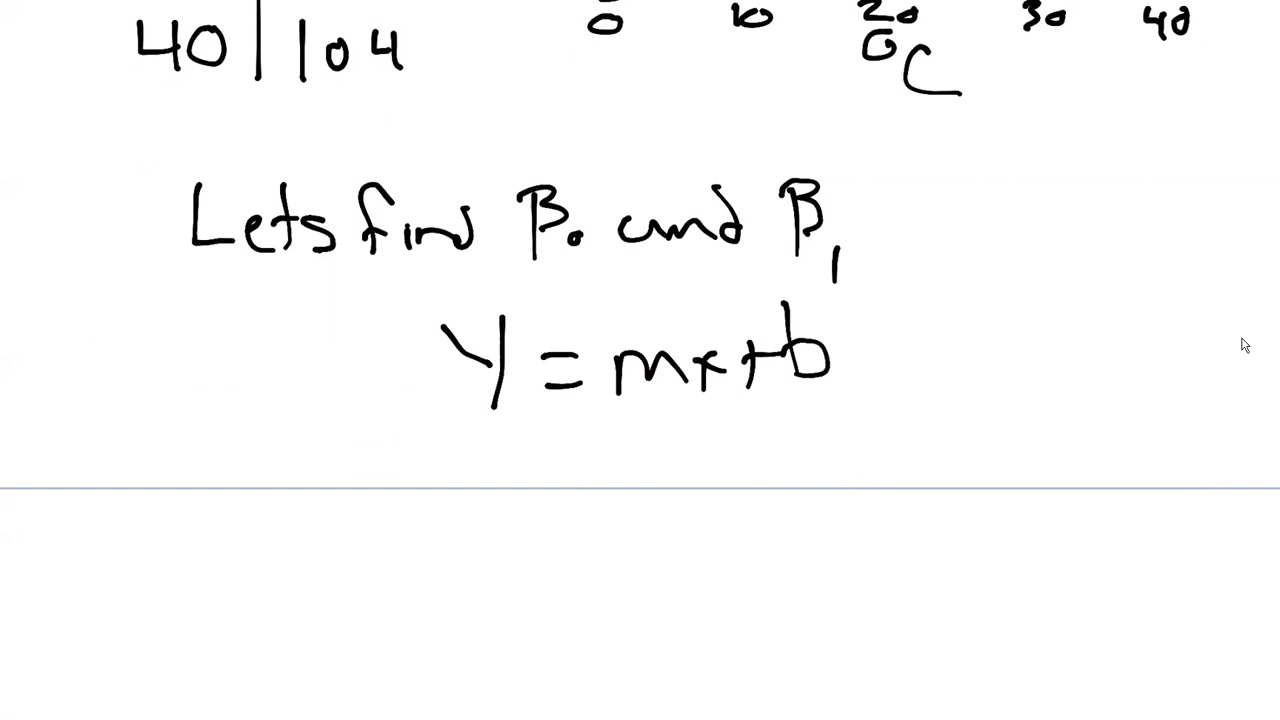 0 10 20 30 40
40 | 104
°C
Lets find β₀ and β₁
Y = mx+b